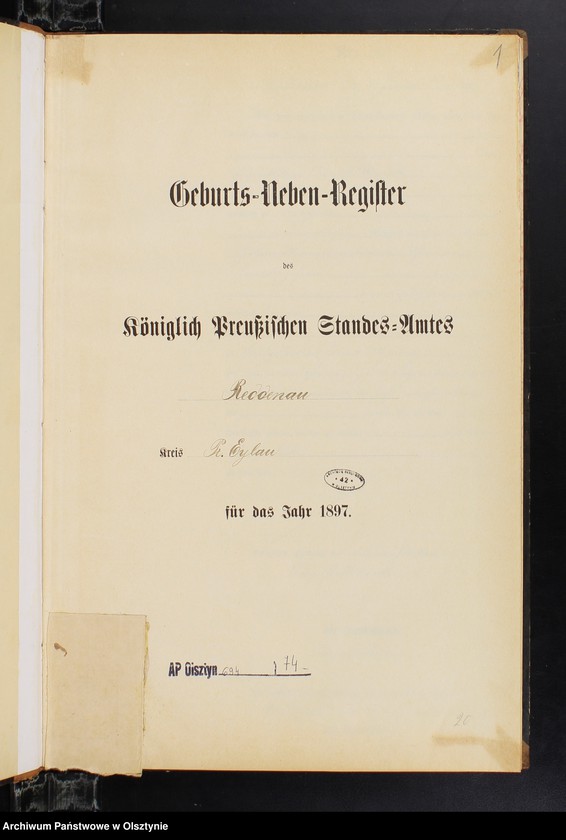 1
Geburts-Neben-Register
des
Königlich Preußischen Standes-Amtes
Reddenau
Kreis Pr. Eylau
42
für das Jahr 1897.
AP Olsztyn 694 / 74
Archiwum Państwowe w Olsztynie